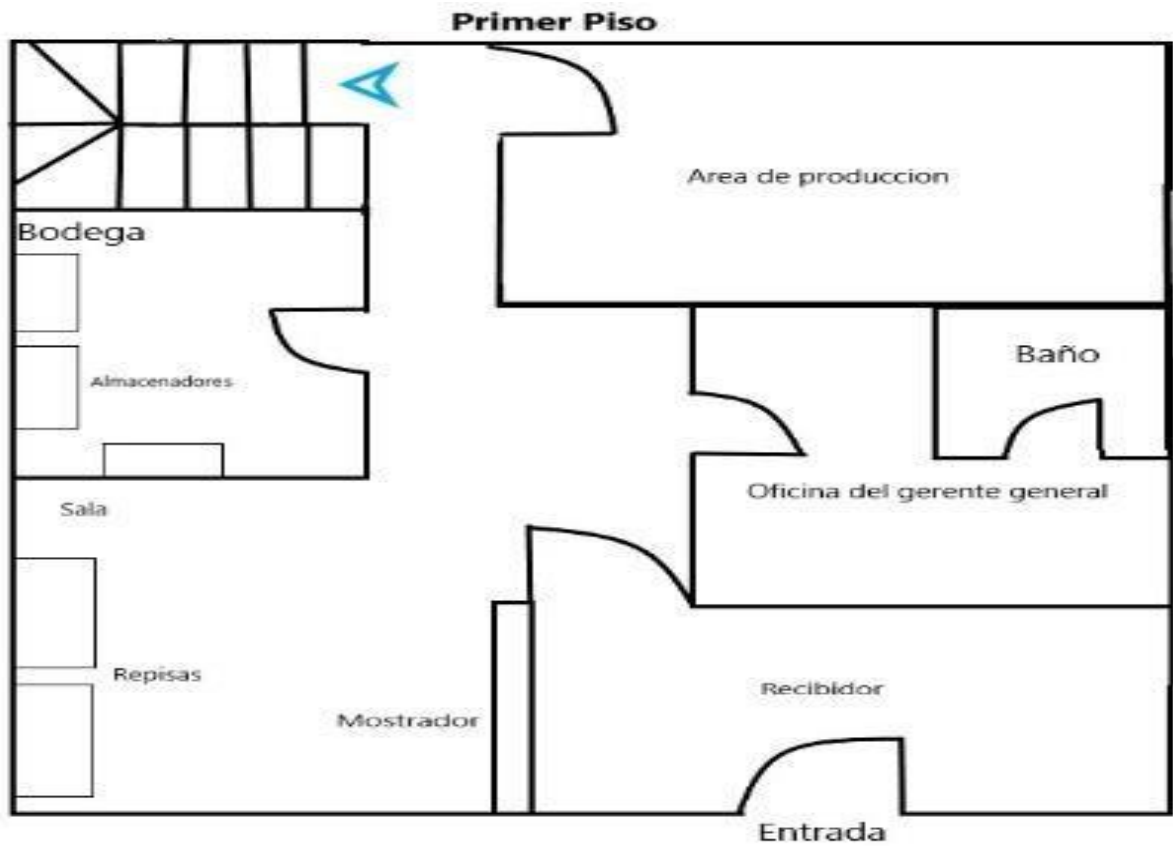 Primer Piso
Area de produccion
Bodega
Baño
Almacenadores
Oficina del gerente general
Sala
Repisas
Recibidor
Mostrador
Entrada